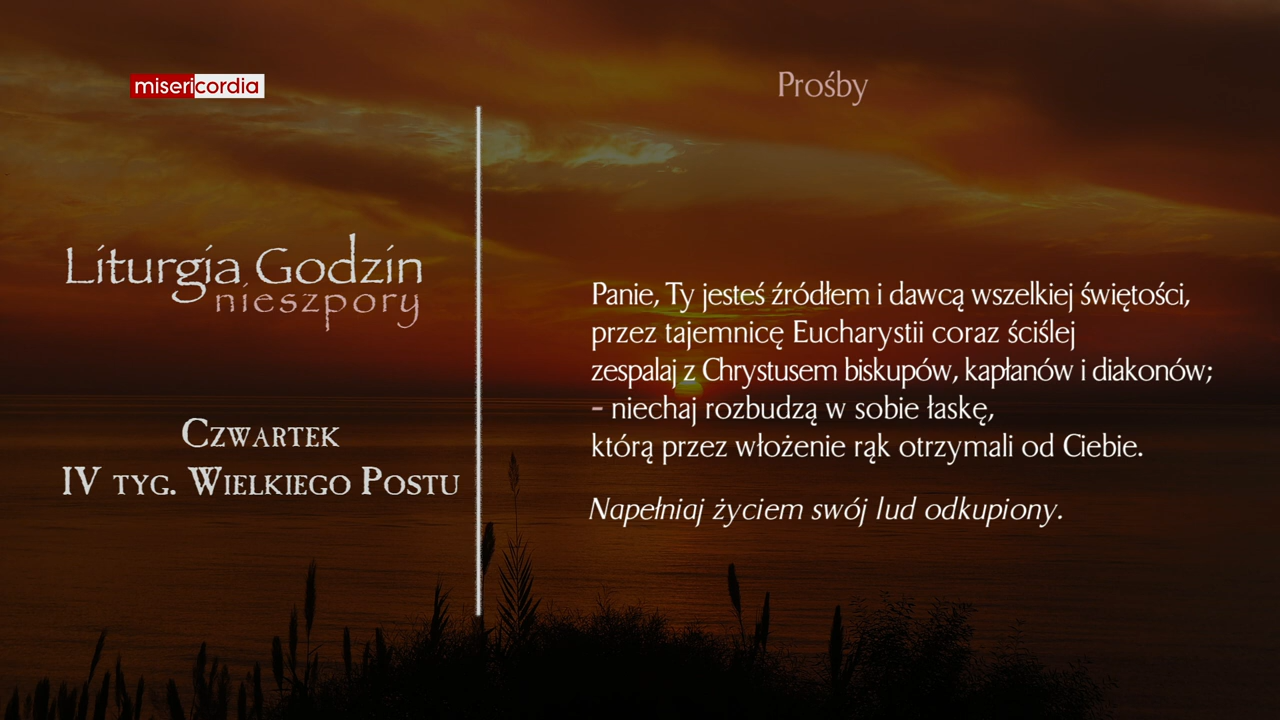 misericordia
Prośby
Liturgia Godzin
nieszpory
Czwartek
IV tyg. Wielkiego Postu
Panie, Ty jesteś źródłem i dawcą wszelkiej świętości,
przez tajemnicę Eucharystii coraz ściślej
zespalaj z Chrystusem biskupów, kapłanów i diakonów;
- niechaj rozbudzą w sobie łaskę,
którą przez włożenie rąk otrzymali od Ciebie.
Napełniaj życiem swój lud odkupiony.